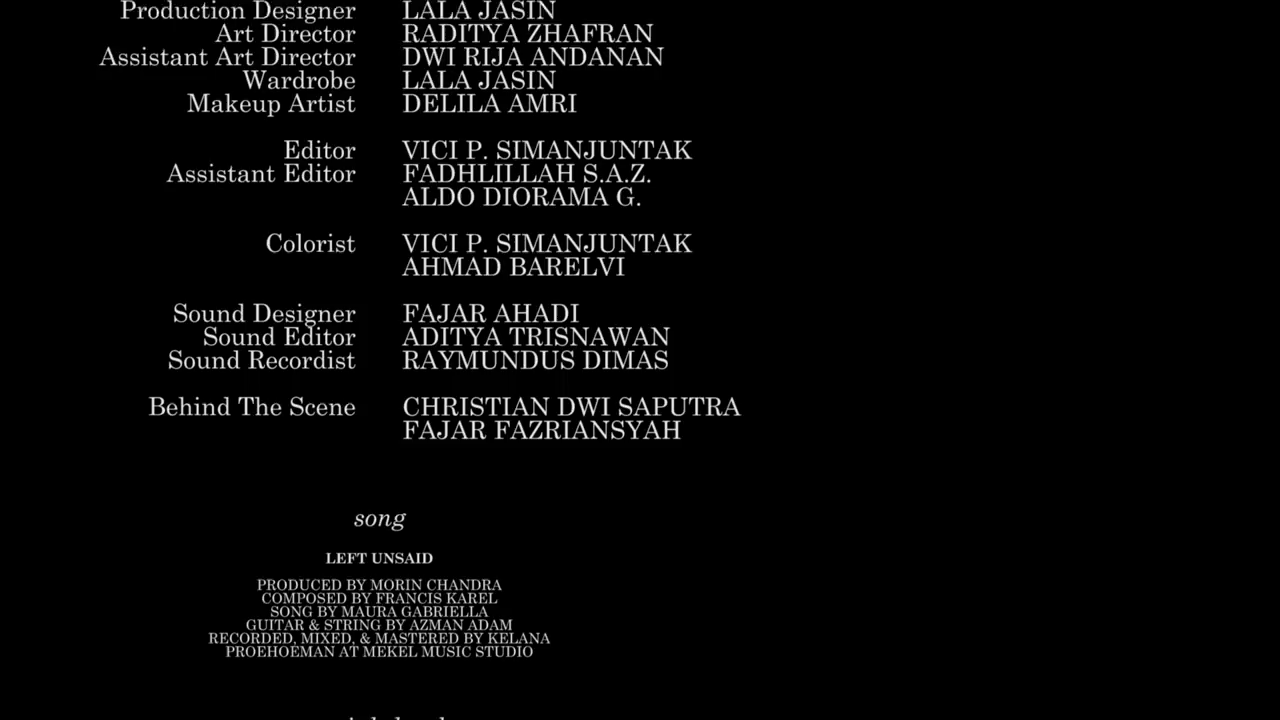 Production Designer LALA JASIN
Art Director RADITYA ZHAFRAN
Assistant Art Director DWI RIJA ANDANAN
Wardrobe LALA JASIN
Makeup Artist DELILA AMRI
Editor VICI P. SIMANJUNTAK
Assistant Editor FADHLILLAH S.A.Z.
ALDO DIORAMA G.
Colorist VICI P. SIMANJUNTAK
AHMAD BARELVI
Sound Designer FAJAR AHADI
Sound Editor ADITYA TRISNAWAN
Sound Recordist RAYMUNDUS DIMAS
Behind The Scene CHRISTIAN DWI SAPUTRA
FAJAR FAZRIANSYAH
song
LEFT UNSAID
PRODUCED BY MORIN CHANDRA
COMPOSED BY FRANCIS KAREL
SONG BY MAURA GABRIELLA
GUITAR & STRING BY AZMAN ADAM
RECORDED, MIXED, & MASTERED BY KELANA
PROEHOEMAN AT MEKEL MUSIC STUDIO